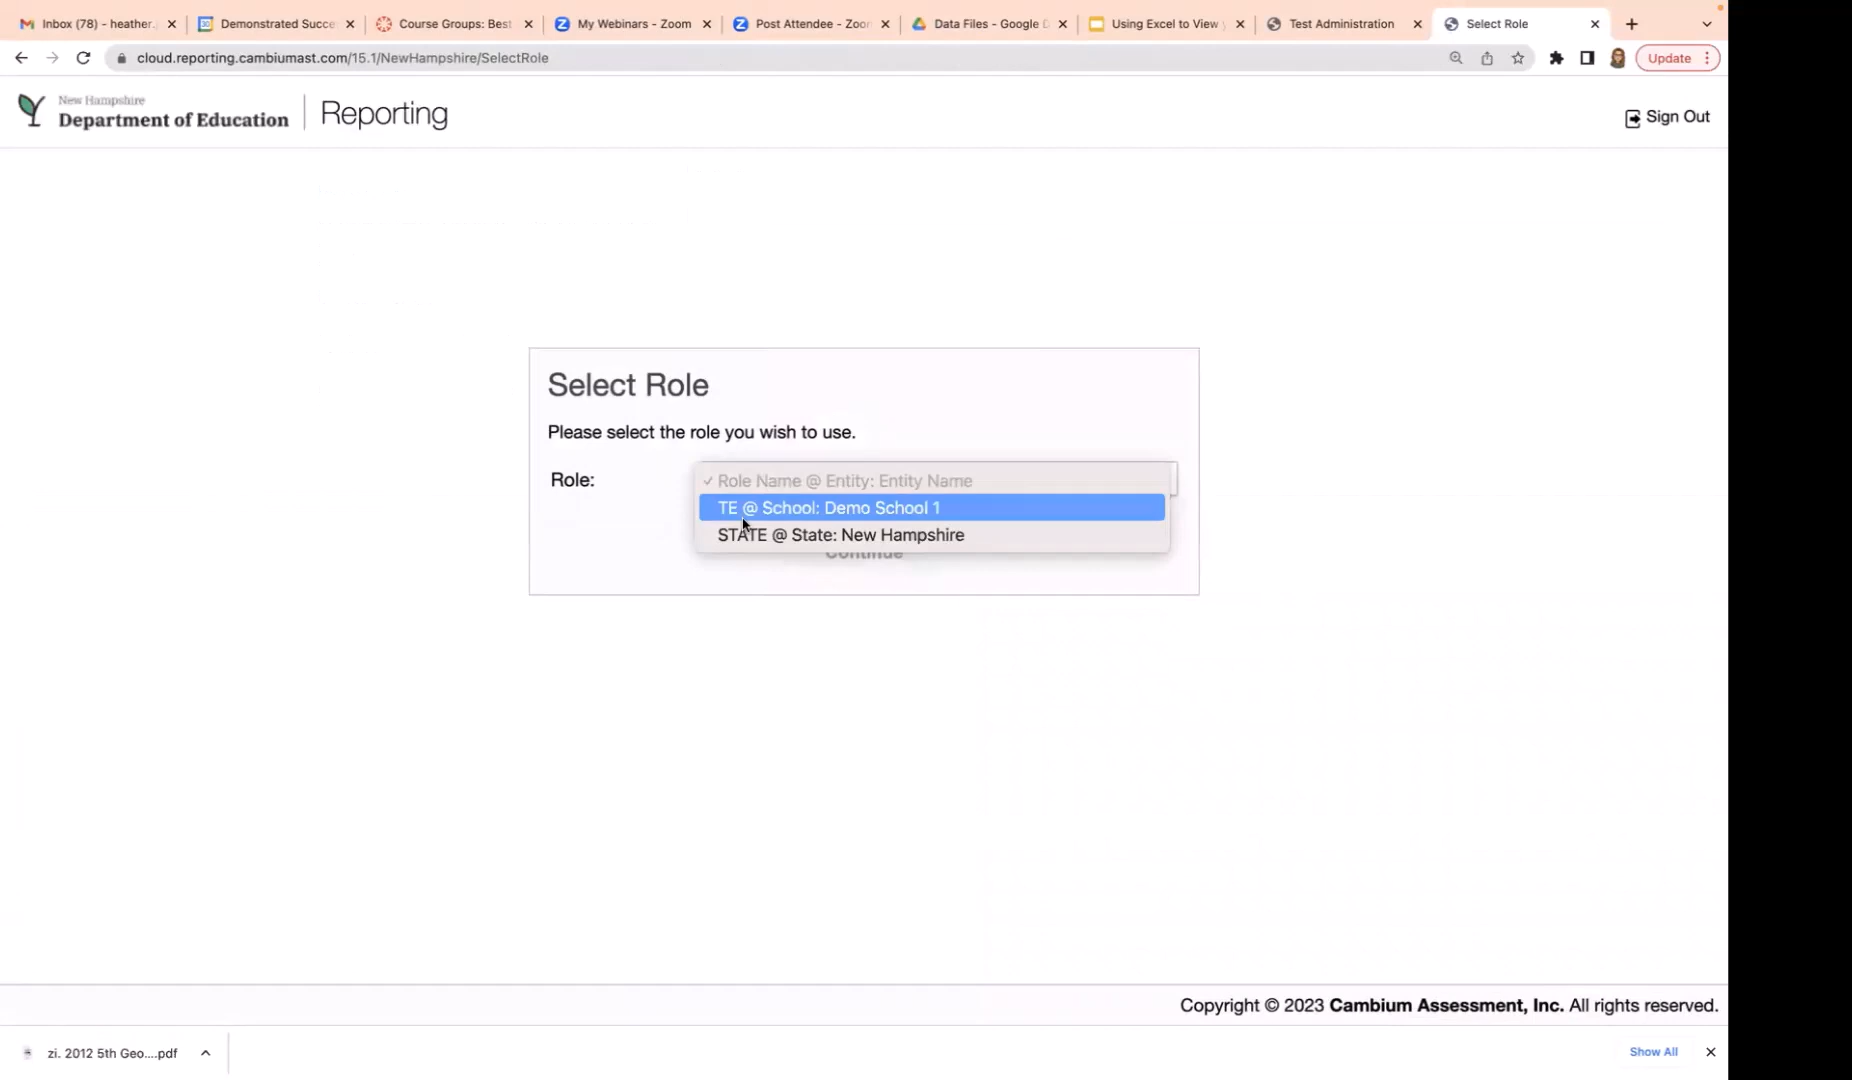 Inbox (78) - heather.
Demonstrated Succe
Course Groups: Best
My Webinars - Zoom
Post Attendee - Zoor
Data Files - Google D
Using Excel to View y
Test Administration
Select Role
cloud.reporting.cambiumast.com/15.1/NewHampshire/SelectRole
Update
New Hampshire
Department of Education
Reporting
Sign Out
Select Role
Please select the role you wish to use.
Role:
✓ Role Name @ Entity: Entity Name
TE @ School: Demo School 1
STATE @ State: New Hampshire
Continue
Copyright © 2023 Cambium Assessment, Inc. All rights reserved.
zi. 2012 5th Geo....pdf
Show All